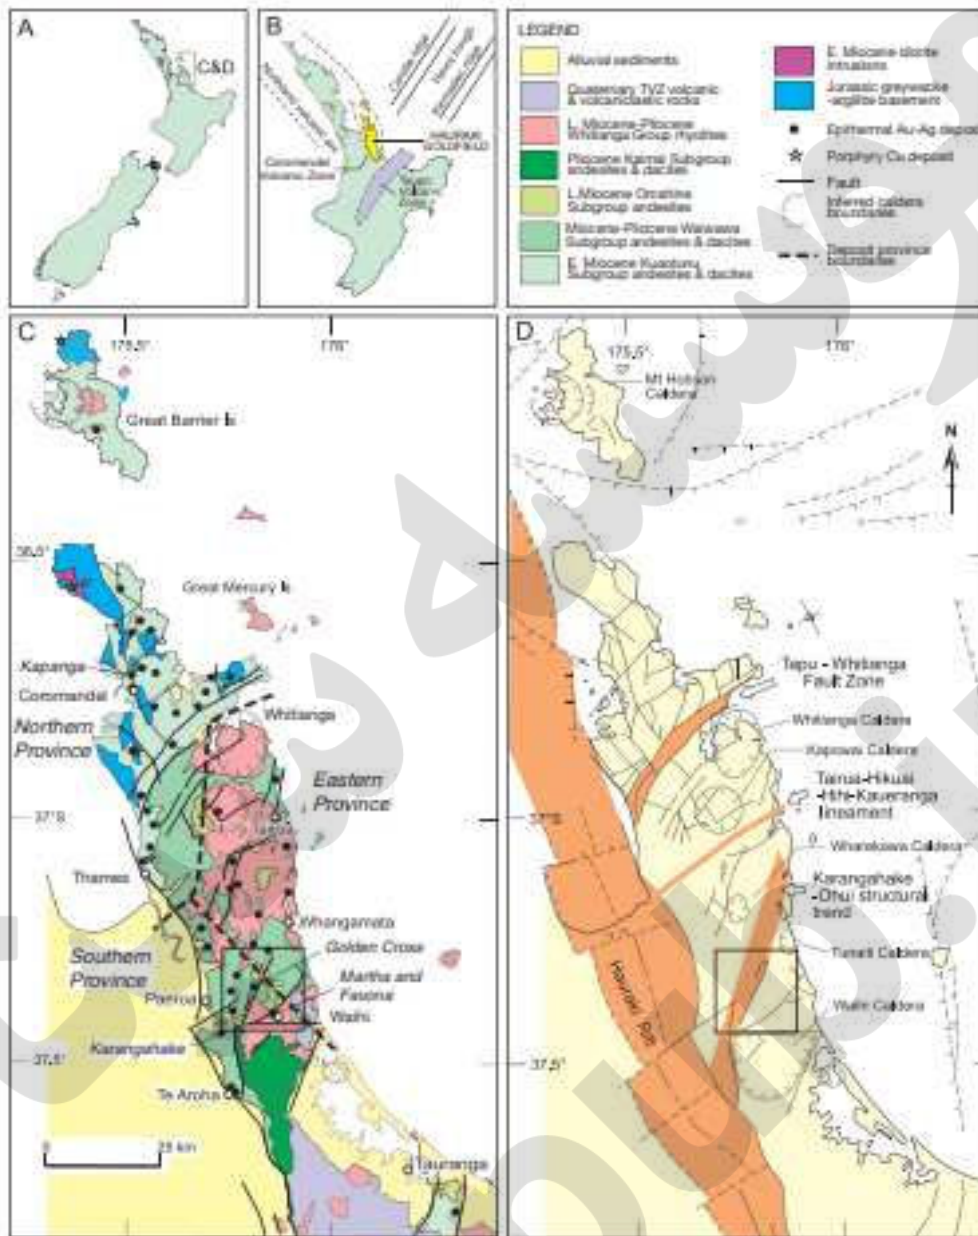 A
C&D
B
HAURAKI
GOLDFIELD
Coromandel
Volcanic Zone
LEGEND
Alluvial sediments
Quaternary TVZ volcanic
& volcaniclastic rocks
L. Miocene-Pliocene
Whitianga Group rhyolites
Pliocene Kaimai Subgroup
andesites & dacites
L. Miocene Omahine
Subgroup andesites
Miocene-Pliocene Waiwawa
Subgroup andesites & dacites
E. Miocene Kuaotunu
Subgroup andesites & dacites
E. Miocene diorite
intrusions
Jurassic greywacke
-argillite basement
Epithermal Au-Ag deposit
Porphyry Cu deposit
Fault
Inferred caldera
boundaries
Deposit province
boundaries
C
175.5°
176°
Great Barrier Is
36.5°
Great Mercury Is
Kapanga
Coromandel
Northern
Province
Whitianga
Eastern
Province
37°S
Thames
Whangamata
Golden Cross
Southern
Province
Martha and
Favona
Paeroa
Waihi
Karangahake
37.5°
Te Aroha
0
25 km
Tauranga
D
175.5°
176°
Mt Hobson
Caldera
N
Tapu - Whitianga
Fault Zone
Whitianga Caldera
Kapowai Caldera
Tairua-Hikuai
-Hihi-Kaueranga
lineament
37°S
Wharekawa Caldera
Karangahake
-Ohui structural
trend
Tunaiti Caldera
Hauraki Rift
Waihi Caldera
37.5°